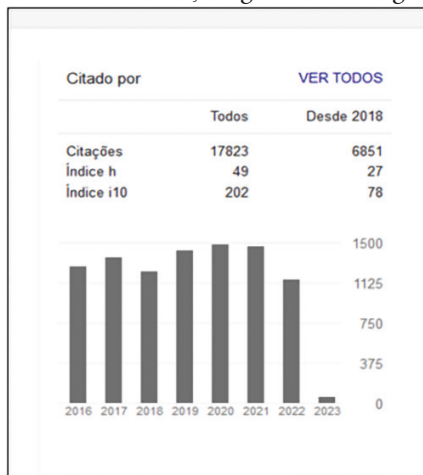 Citado por VER TODOS
Todos Desde 2018
Citações 17823 6851
Índice h 49 27
Índice i10 202 78
1500
1125
750
375
0
2016 2017 2018 2019 2020 2021 2022 2023